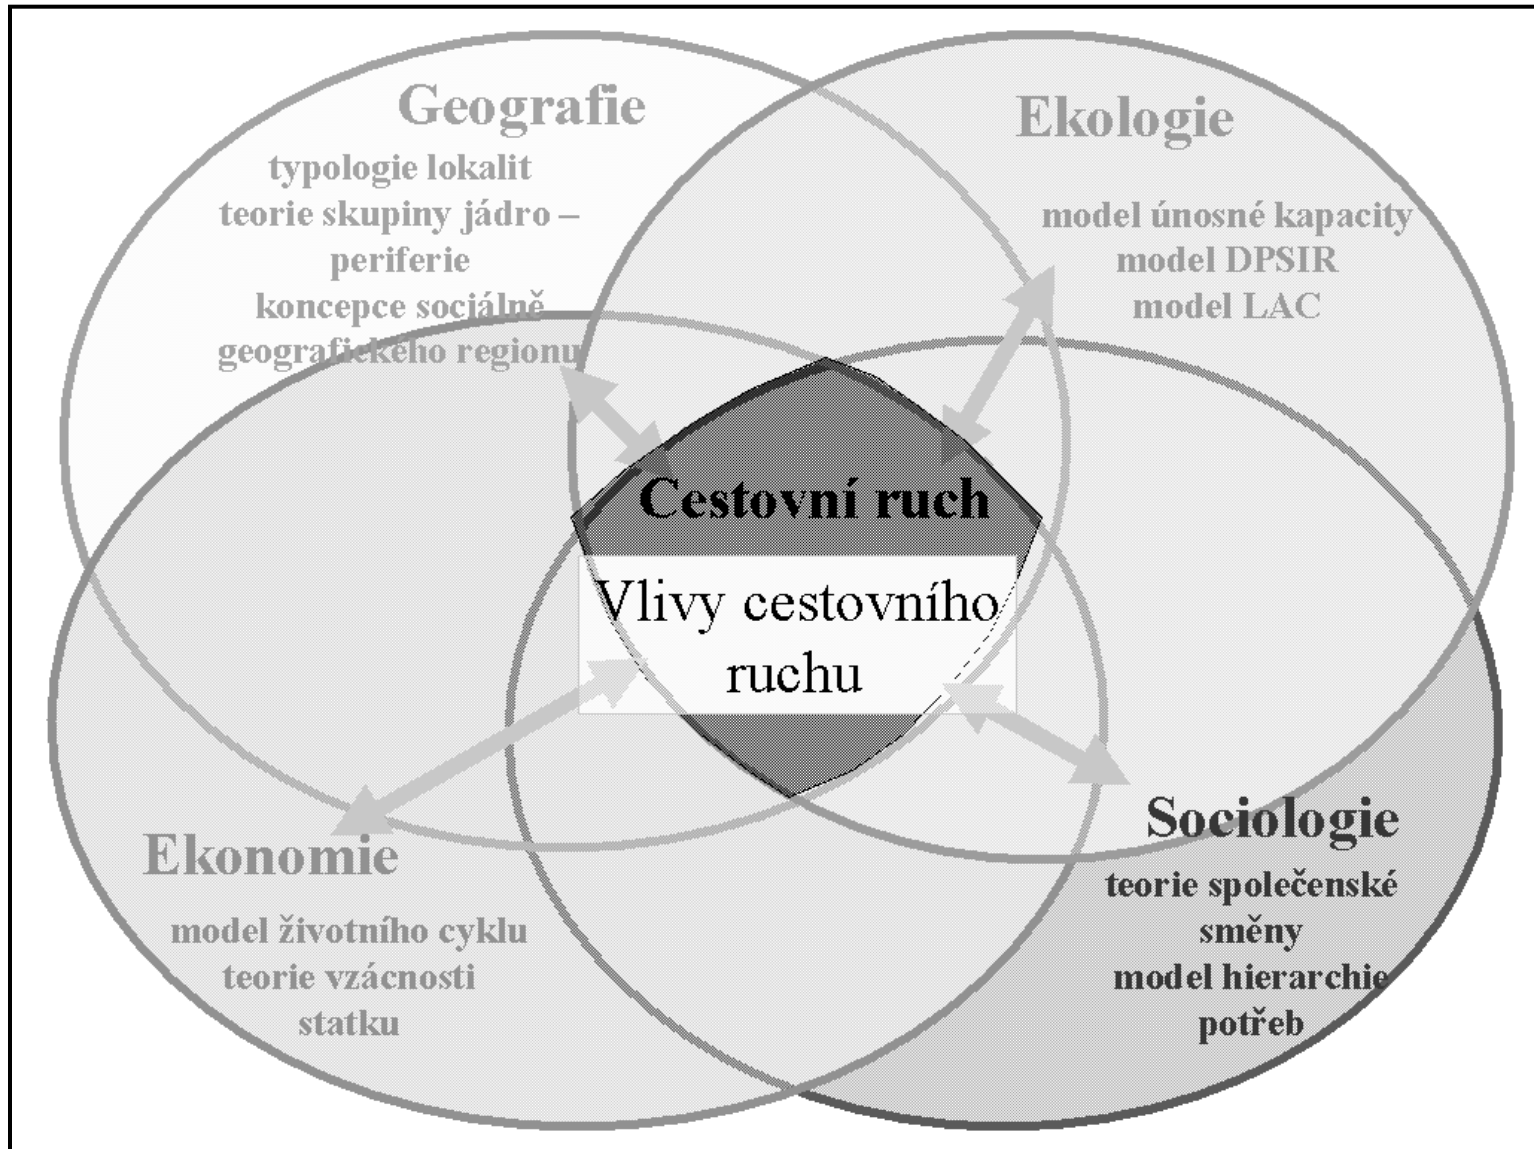 Geografie
typologie lokalit
teorie skupiny jádro –
periferie
koncepce sociálně
geografického regionu
Ekologie
model únosné kapacity
model DPSIR
model LAC
Cestovní ruch
Vlivy cestovního
ruchu
Ekonomie
model životního cyklu
teorie vzácnosti
statku
Sociologie
teorie společenské
směny
model hierarchie
potřeb